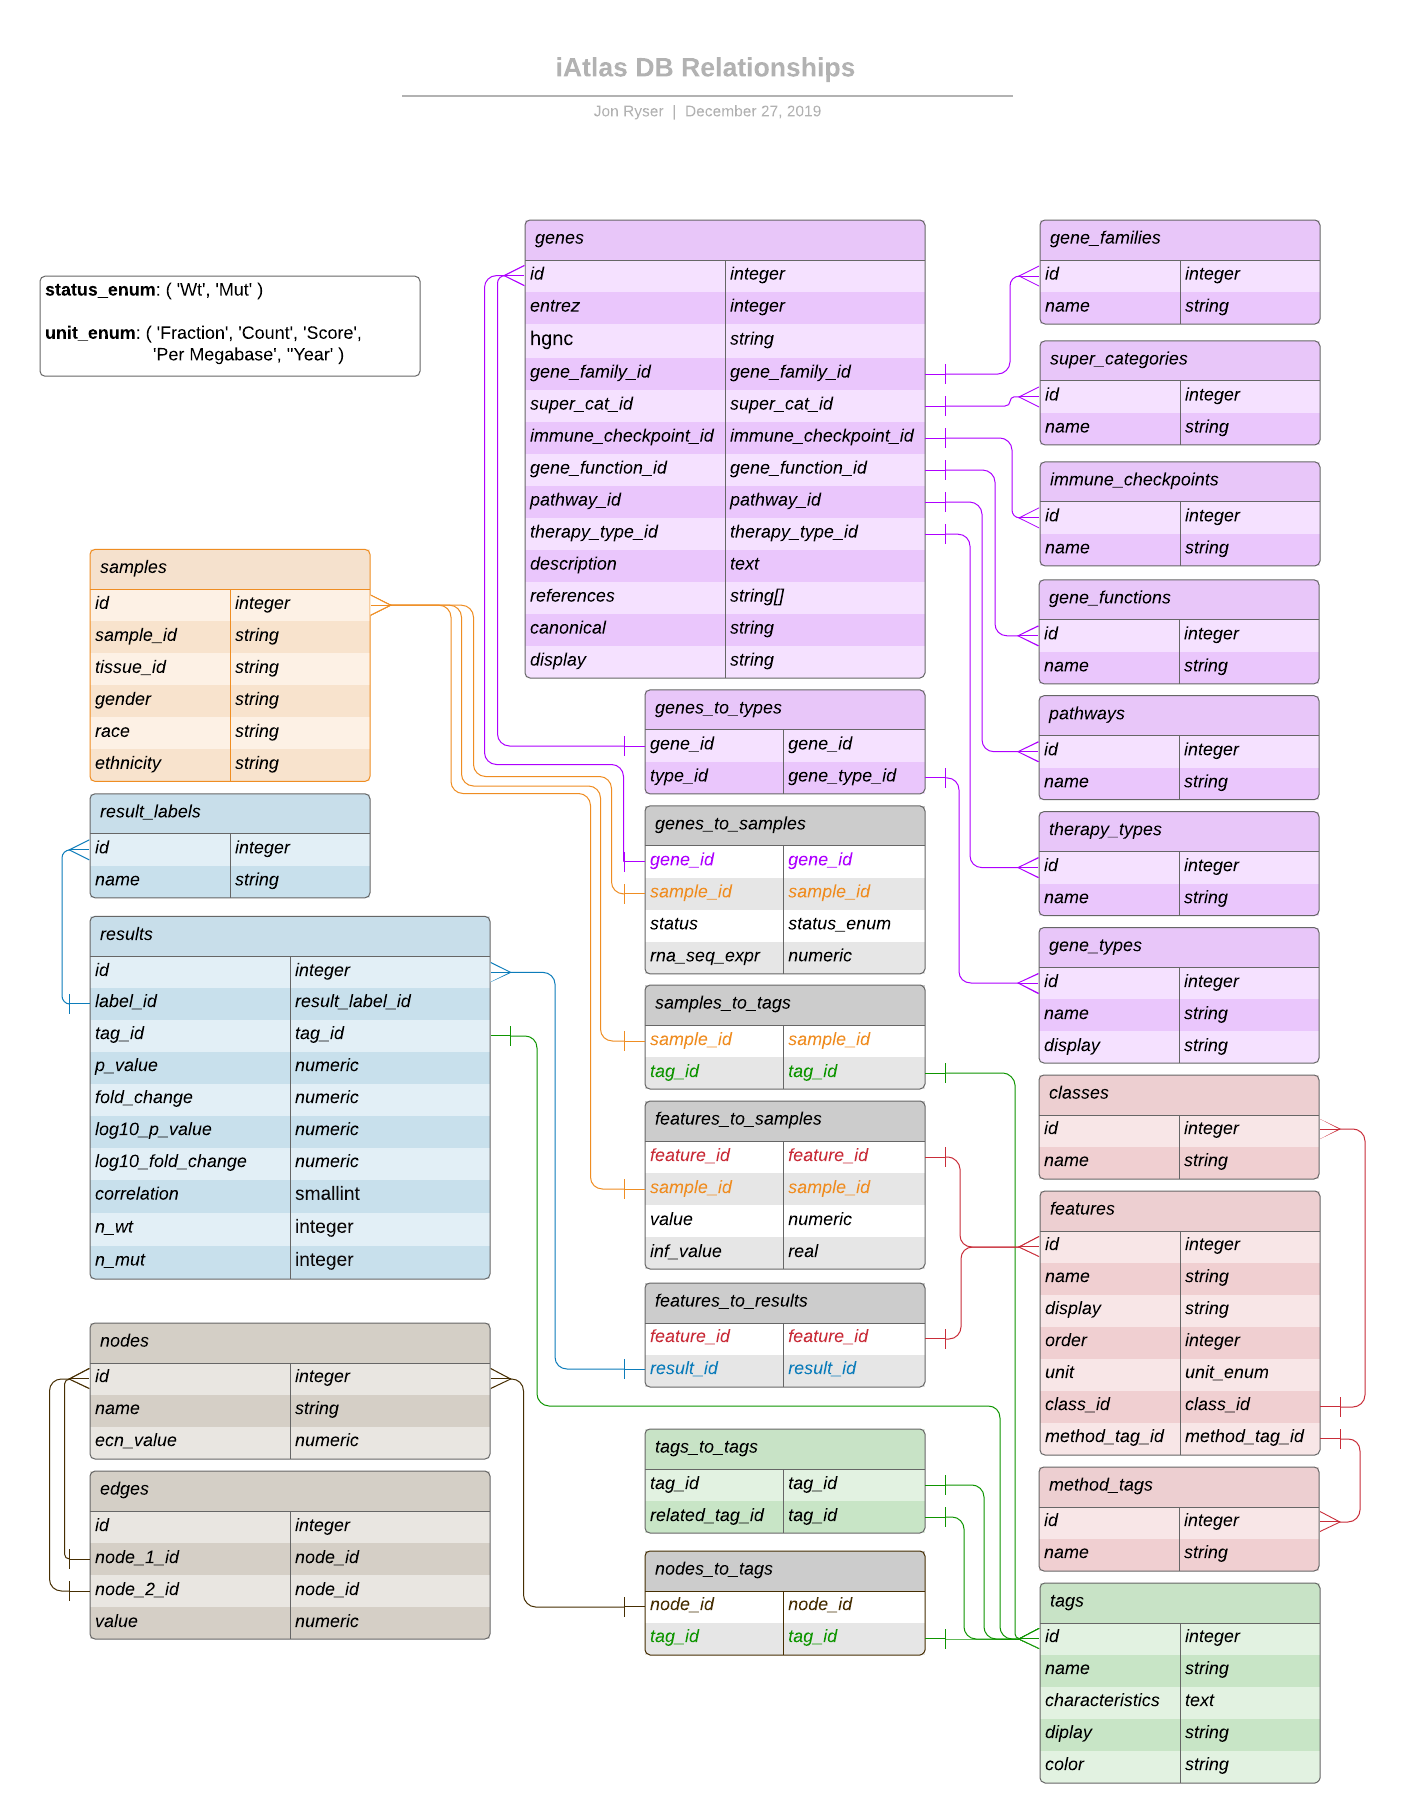 iAtlas DB Relationships
Jon Ryser | December 27, 2019
status_enum: ( 'Wt', 'Mut' )
unit_enum: ( 'Fraction', 'Count', 'Score',
'Per Megabase', "Year' )
genes
id integer
entrez integer
hgnc string
gene_family_id gene_family_id
super_cat_id super_cat_id
immune_checkpoint_id immune_checkpoint_id
gene_function_id gene_function_id
pathway_id pathway_id
therapy_type_id therapy_type_id
description text
references string[]
canonical string
display string
gene_families
id integer
name string
super_categories
id integer
name string
immune_checkpoints
id integer
name string
gene_functions
id integer
name string
pathways
id integer
name string
therapy_types
id integer
name string
gene_types
id integer
name string
display string
samples
id integer
sample_id string
tissue_id string
gender string
race string
ethnicity string
result_labels
id integer
name string
results
id integer
label_id result_label_id
tag_id tag_id
p_value numeric
fold_change numeric
log10_p_value numeric
log10_fold_change numeric
correlation smallint
n_wt integer
n_mut integer
nodes
id integer
name string
ecn_value numeric
edges
id integer
node_1_id node_id
node_2_id node_id
value numeric
genes_to_types
gene_id gene_id
type_id gene_type_id
genes_to_samples
gene_id gene_id
sample_id sample_id
status status_enum
rna_seq_expr numeric
samples_to_tags
sample_id sample_id
tag_id tag_id
features_to_samples
feature_id feature_id
sample_id sample_id
value numeric
inf_value real
features_to_results
feature_id feature_id
result_id result_id
tags_to_tags
tag_id tag_id
related_tag_id tag_id
nodes_to_tags
node_id node_id
tag_id tag_id
classes
id integer
name string
features
id integer
name string
display string
order integer
unit unit_enum
class_id class_id
method_tag_id method_tag_id
method_tags
id integer
name string
tags
id integer
name string
characteristics text
diplay string
color string